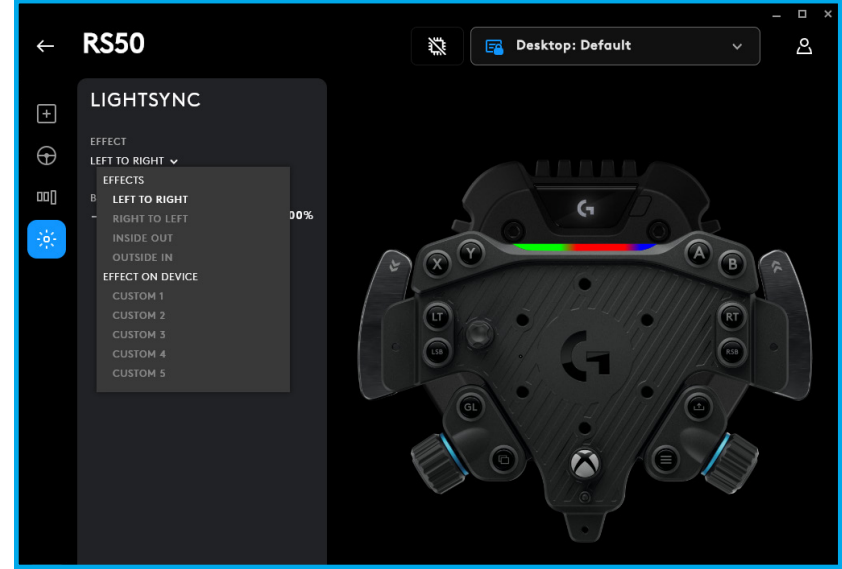 RS50
Desktop: Default
LIGHTSYNC
EFFECT
LEFT TO RIGHT
EFFECTS
LEFT TO RIGHT
RIGHT TO LEFT
INSIDE OUT
OUTSIDE IN
EFFECT ON DEVICE
CUSTOM 1
CUSTOM 2
CUSTOM 3
CUSTOM 4
CUSTOM 5
B
00%
X Y A B
LT RT
LSB RSB
GL